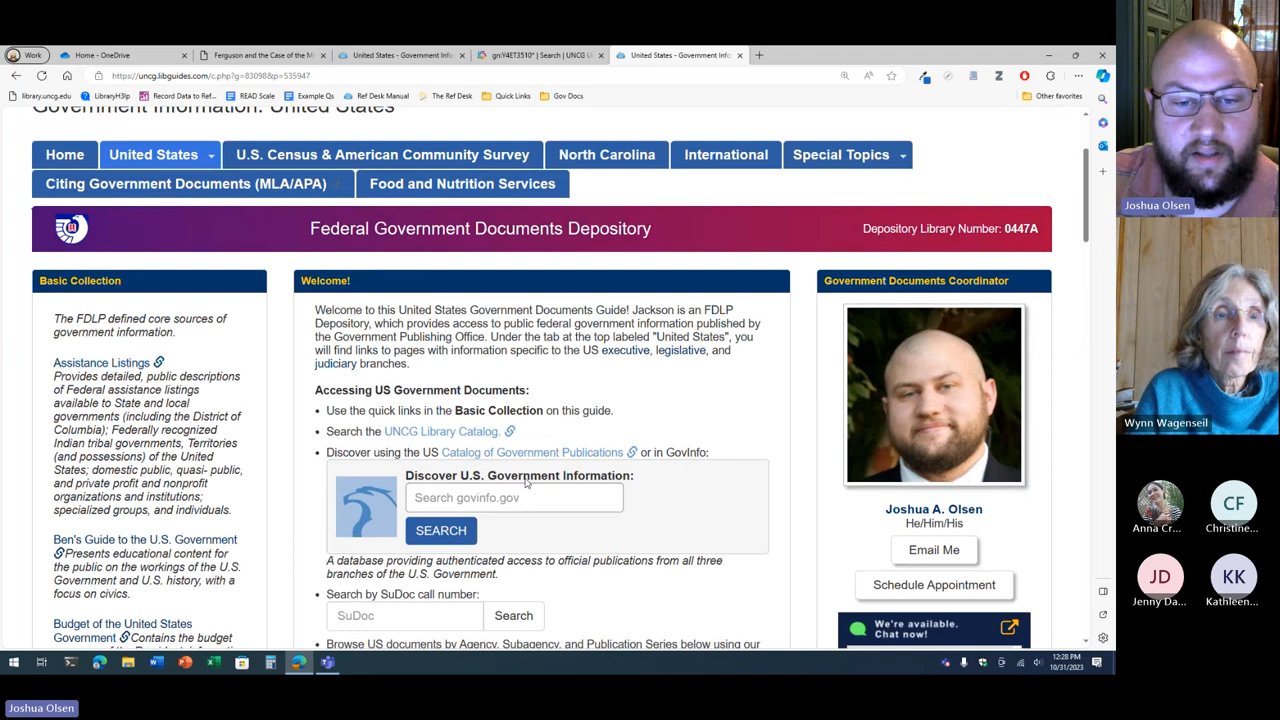 Work
Home - OneDrive
Ferguson and the Case of the M
United States - Government Info
gn:Y4ET3510* | Search | UNCG U
United States - Government Info
https://uncg.libguides.com/c.php?g=83098&p=535947
library.uncg.edu
LibraryH3lp
Record Data to Ref...
READ Scale
Example Qs
Ref Desk Manual
The Ref Desk
Quick Links
Gov Docs
Other favorites
Government Information: United States
Home
United States
U.S. Census & American Community Survey
North Carolina
International
Special Topics
Citing Government Documents (MLA/APA)
Food and Nutrition Services
Federal Government Documents Depository
Depository Library Number: 0447A
Basic Collection
The FDLP defined core sources of
government information.
Assistance Listings
Provides detailed, public descriptions
of Federal assistance listings
available to State and local
governments (including the District of
Columbia); Federally recognized
Indian tribal governments, Territories
(and possessions) of the United
States; domestic public, quasi- public,
and private profit and nonprofit
organizations and institutions;
specialized groups, and individuals.
Ben's Guide to the U.S. Government
Presents educational content for
the public on the workings of the U.S.
Government and U.S. history, with a
focus on civics.
Budget of the United States
Government Contains the budget
Welcome!
Welcome to this United States Government Documents Guide! Jackson is an FDLP
Depository, which provides access to public federal government information published by
the Government Publishing Office. Under the tab at the top labeled "United States", you
will find links to pages with information specific to the US executive, legislative, and
judiciary branches.
Accessing US Government Documents:
• Use the quick links in the Basic Collection on this guide.
• Search the UNCG Library Catalog.
• Discover using the US Catalog of Government Publications or in GovInfo:
Discover U.S. Government Information:
Search govinfo.gov
SEARCH
A database providing authenticated access to official publications from all three
branches of the U.S. Government.
• Search by SuDoc call number:
SuDoc
Search
• Browse US documents by Agency, Subagency, and Publication Series below using our
Government Documents Coordinator
Joshua A. Olsen
He/Him/His
Email Me
Schedule Appointment
We're available.
Chat now!
12:28 PM
10/31/2023
Joshua Olsen
Wynn Wagenseil
Anna Cr...
CF
Christine...
JD
Jenny Da...
KK
Kathleen...
Joshua Olsen